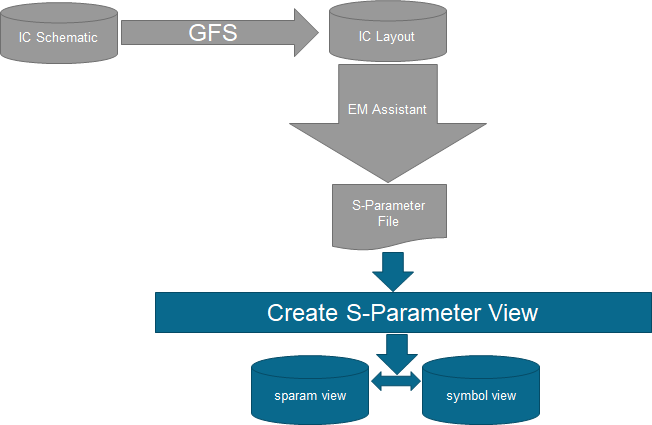 IC Schematic
GFS
IC Layout
EM Assistant
S-Parameter
File
Create S-Parameter View
sparam view
symbol view